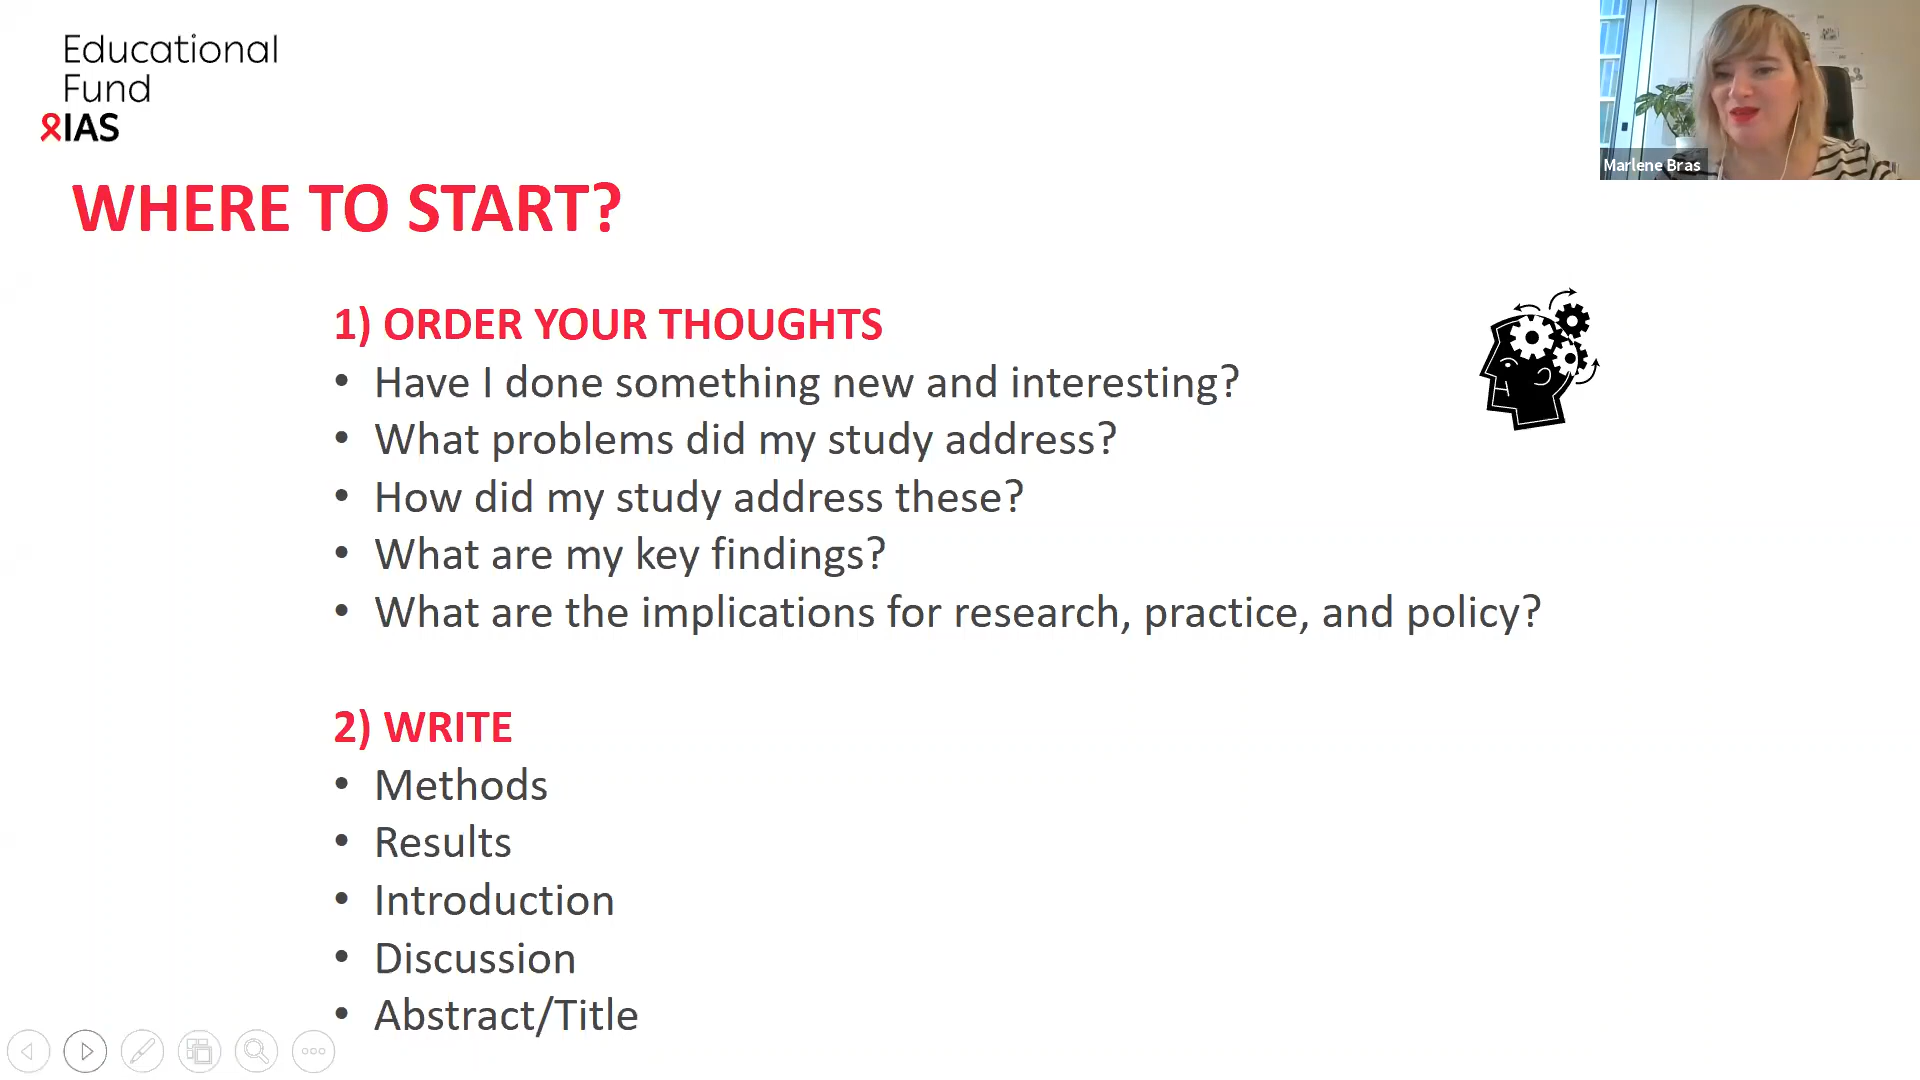 Educational
Fund
IAS
Marlene Bras
WHERE TO START?
1) ORDER YOUR THOUGHTS
• Have I done something new and interesting?
• What problems did my study address?
• How did my study address these?
• What are my key findings?
• What are the implications for research, practice, and policy?
2) WRITE
• Methods
• Results
• Introduction
• Discussion
• Abstract/Title